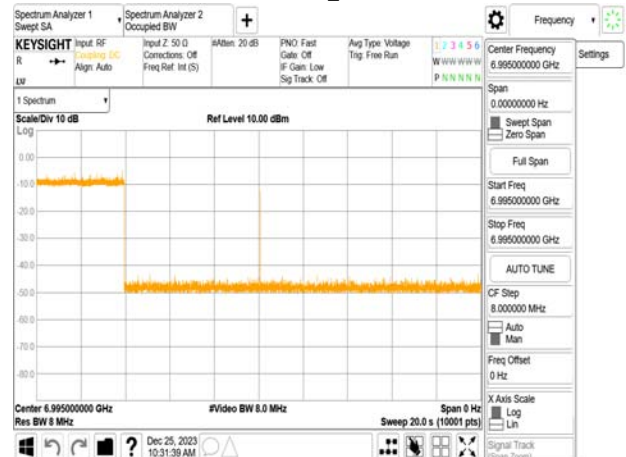 Spectrum Analyzer 1
Swept SA
Spectrum Analyzer 2
Occupied BW
+
Frequency
KEYSIGHT
R
LV
Input: RF
Coupling: DC
Align: Auto
Input Z: 50 Ω
Corrections: Off
Freq Ref: Int (S)
#Atten: 20 dB
PNO: Fast
Gate: Off
IF Gain: Low
Sig Track: Off
Avg Type: Voltage
Trig: Free Run
1 2 3 4 5 6
W W W W W W
P N N N N N
Center Frequency
6.995000000 GHz
Settings
Span
0.00000000 Hz
Swept Span
Zero Span
Full Span
Start Freq
6.995000000 GHz
Stop Freq
6.995000000 GHz
AUTO TUNE
CF Step
8.000000 MHz
Auto
Man
Freq Offset
0 Hz
X Axis Scale
Log
Lin
Signal Track
(Span Zoom)
1 Spectrum
Scale/Div 10 dB
Ref Level 10.00 dBm
Log
0.00
-10.0
-20.0
-30.0
-40.0
-50.0
-60.0
-70.0
-80.0
Center 6.995000000 GHz
#Video BW 8.0 MHz
Span 0 Hz
Res BW 8 MHz
Sweep 20.0 s (10001 pts)
?
Dec 25, 2023
10:31:39 AM